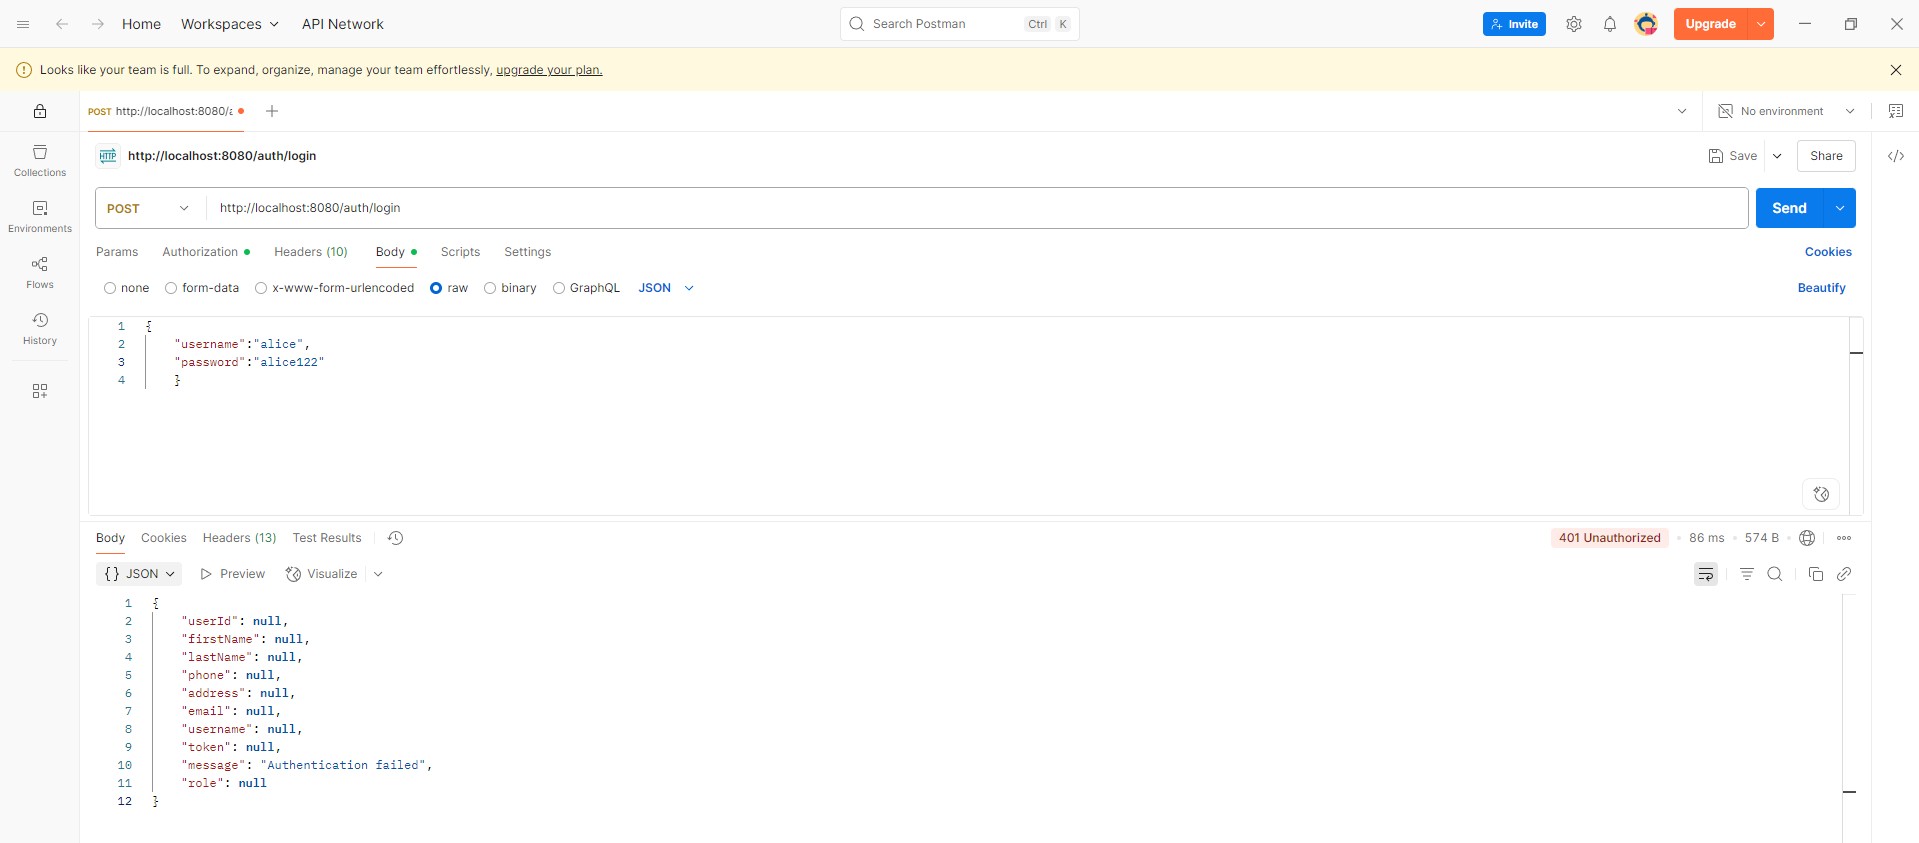 Home Workspaces API Network Search Postman Ctrl K Invite Upgrade
Looks like your team is full. To expand, organize, manage your team effortlessly, upgrade your plan.
POST http://localhost:8080/a No environment
HTTP http://localhost:8080/auth/login Save Share
Collections
POST http://localhost:8080/auth/login Send
Environments
Params Authorization Headers (10) Body Scripts Settings Cookies
Flows
none form-data x-www-form-urlencoded raw binary GraphQL JSON Beautify
History
1 {
2 "username":"alice",
3 "password":"alice122"
4 }
Body Cookies Headers (13) Test Results 401 Unauthorized 86 ms 574 B
{} JSON Preview Visualize
1 {
2 "userId": null,
3 "firstName": null,
4 "lastName": null,
5 "phone": null,
6 "address": null,
7 "email": null,
8 "username": null,
9 "token": null,
10 "message": "Authentication failed",
11 "role": null
12 }